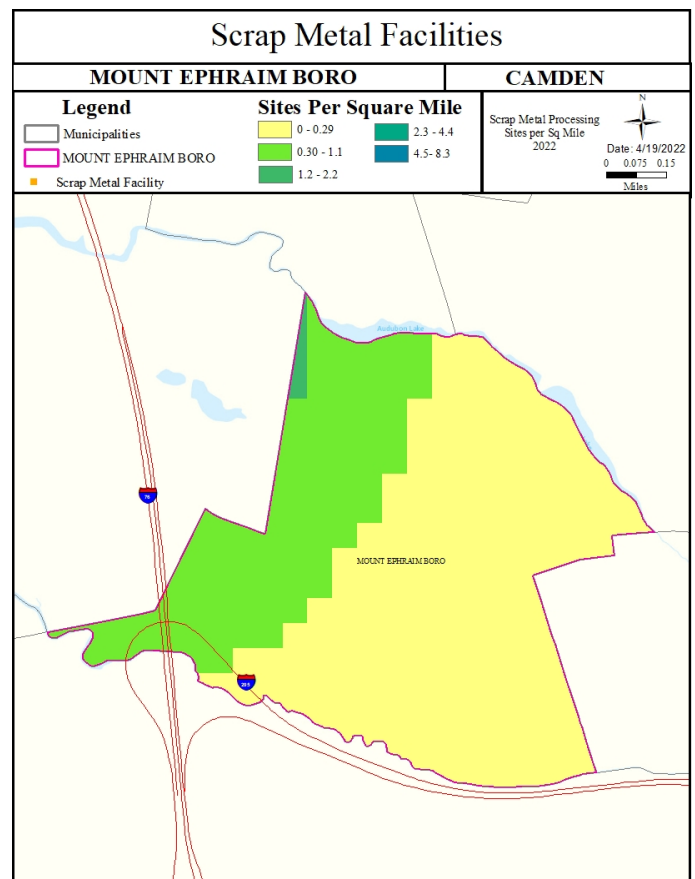 Scrap Metal Facilities
MOUNT EPHRAIM BORO
CAMDEN
Legend
Municipalities
MOUNT EPHRAIM BORO
Scrap Metal Facility
Sites Per Square Mile
0 - 0.29
0.30 - 1.1
1.2 - 2.2
2.3 - 4.4
4.5- 8.3
Scrap Metal Processing
Sites per Sq Mile
2022
N
Date: 4/19/2022
0 0.075 0.15
Miles
Audubon Lake
76
MOUNT EPHRAIM BORO
295